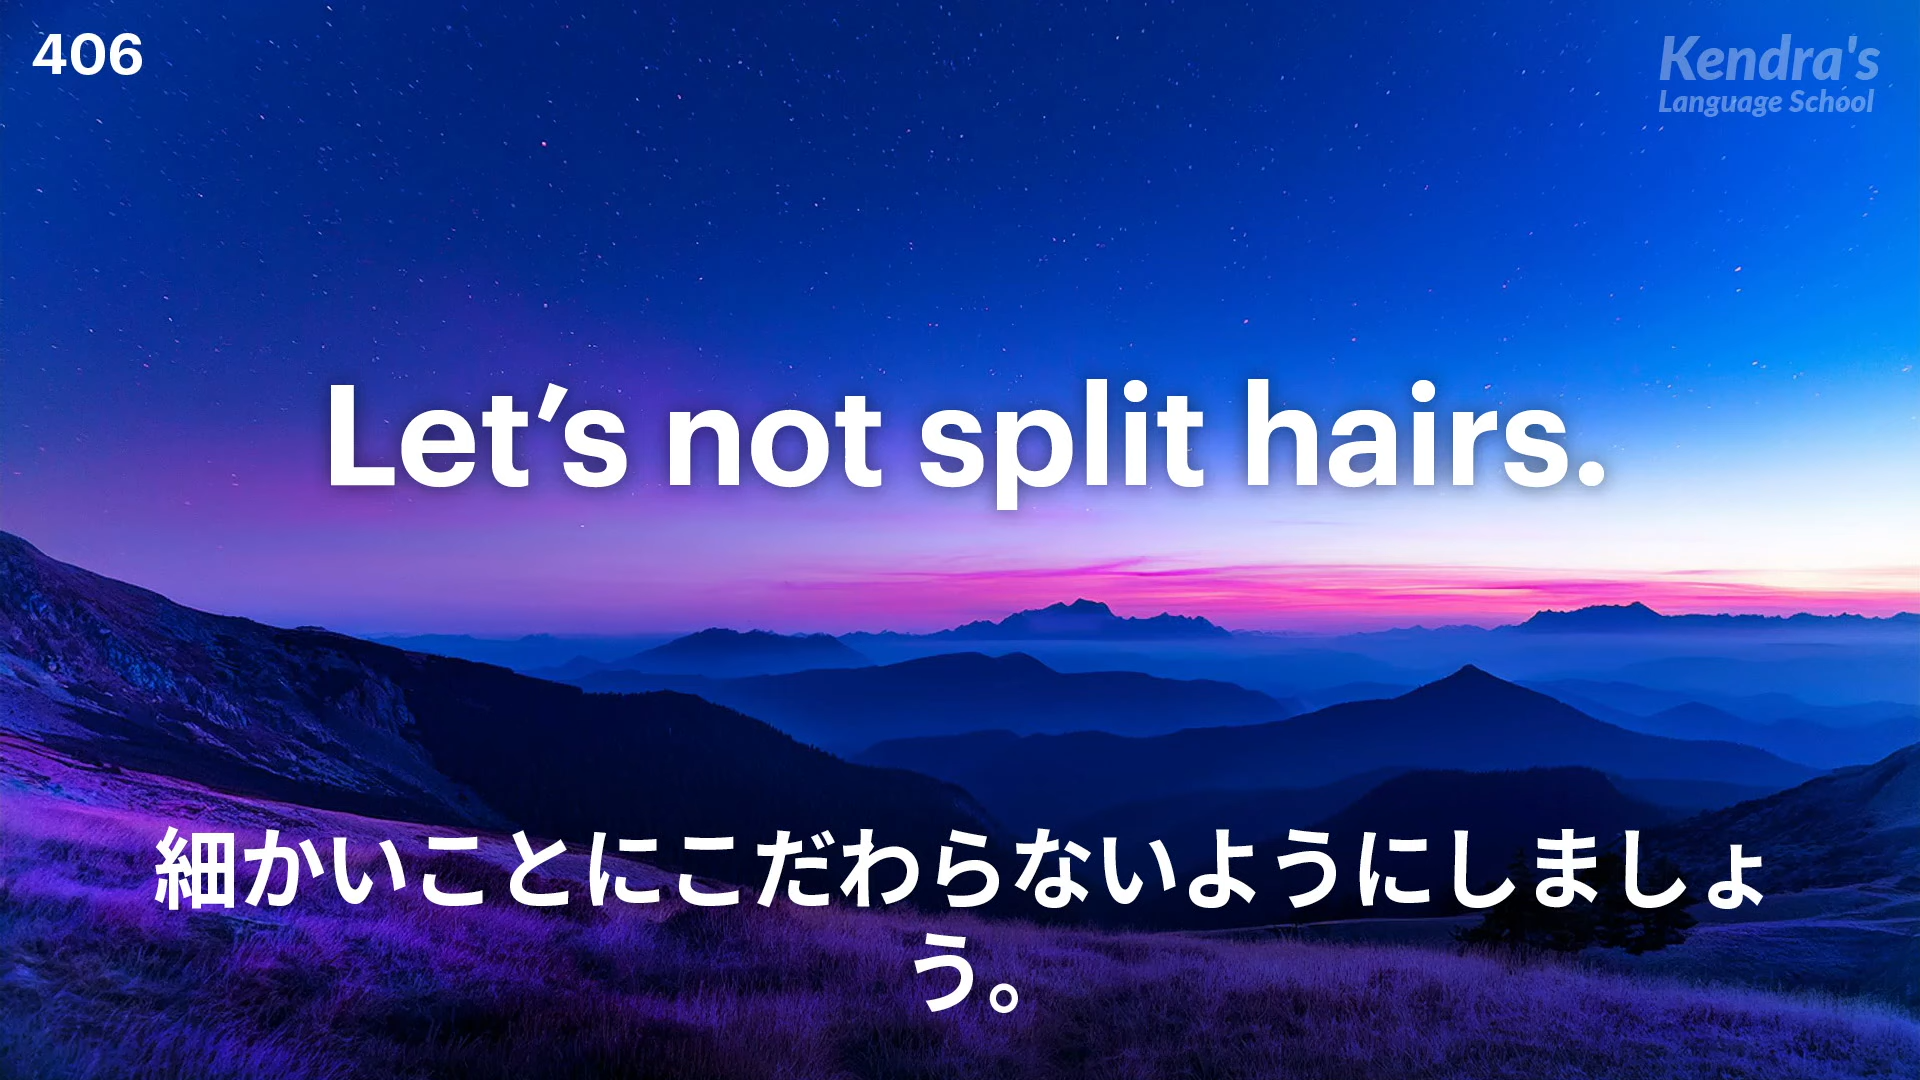 406
Kendra's
Language School
Let’s not split hairs.
細かいことにこだわらないようにしましょ
う。